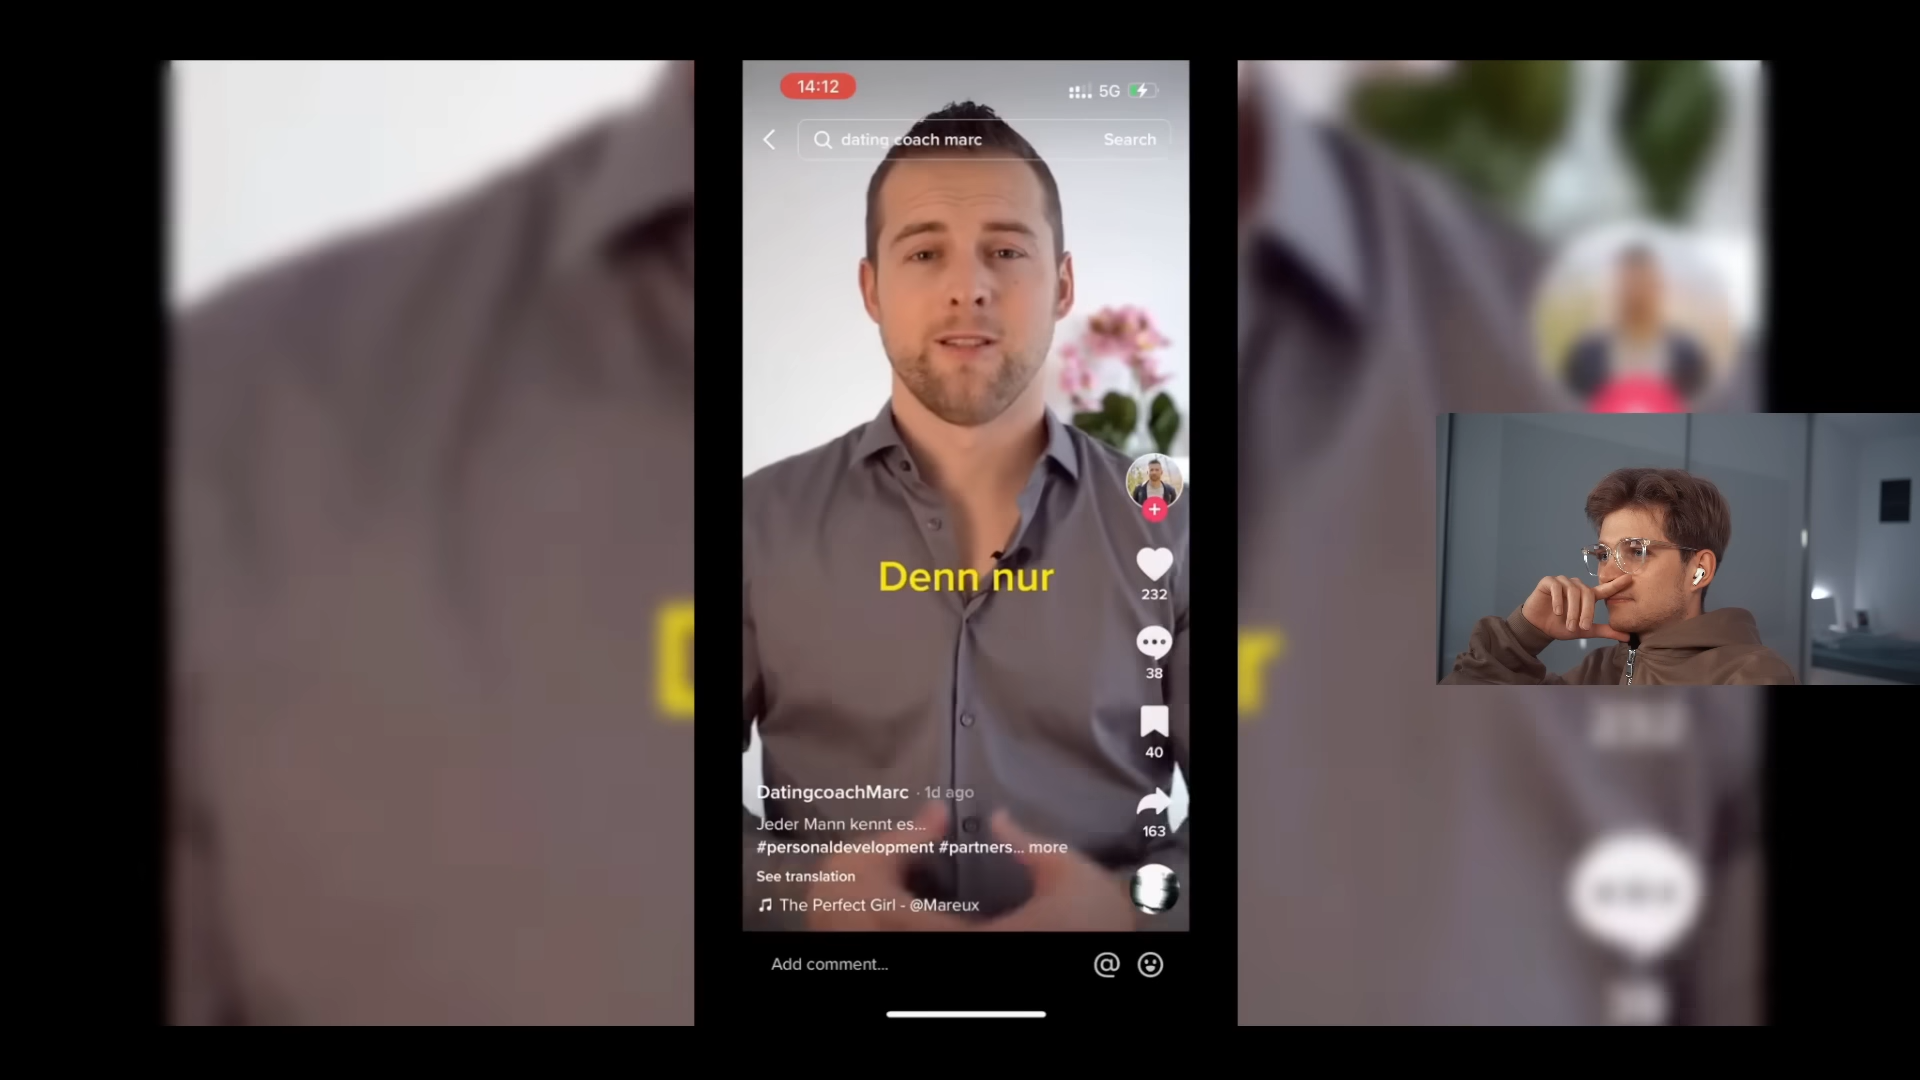 14:12
5G
dating coach marc
Search
Denn nur
232
38
40
163
DatingcoachMarc · 1d ago
Jeder Mann kennt es...
#personaldevelopment #partners... more
See translation
The Perfect Girl - @Mareux
Add comment...
@